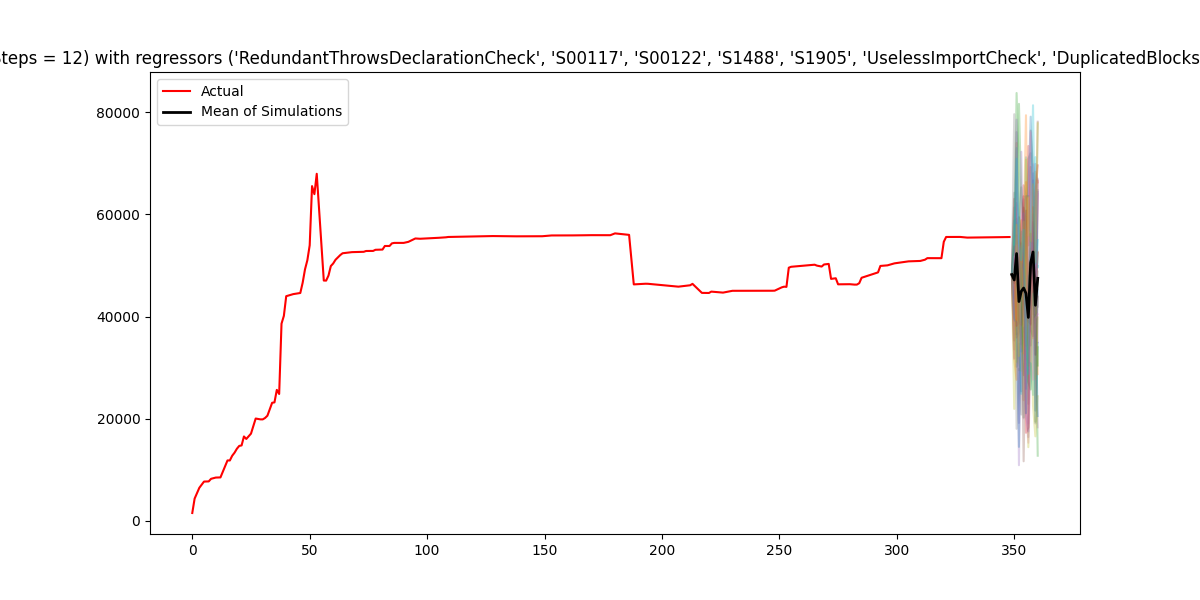 teps = 12) with regressors ('RedundantThrowsDeclarationCheck', 'S00117', 'S00122', 'S1488', 'S1905', 'UselessImportCheck', 'DuplicatedBlocks
Actual
Mean of Simulations
80000
60000
40000
20000
0
0 50 100 150 200 250 300 350